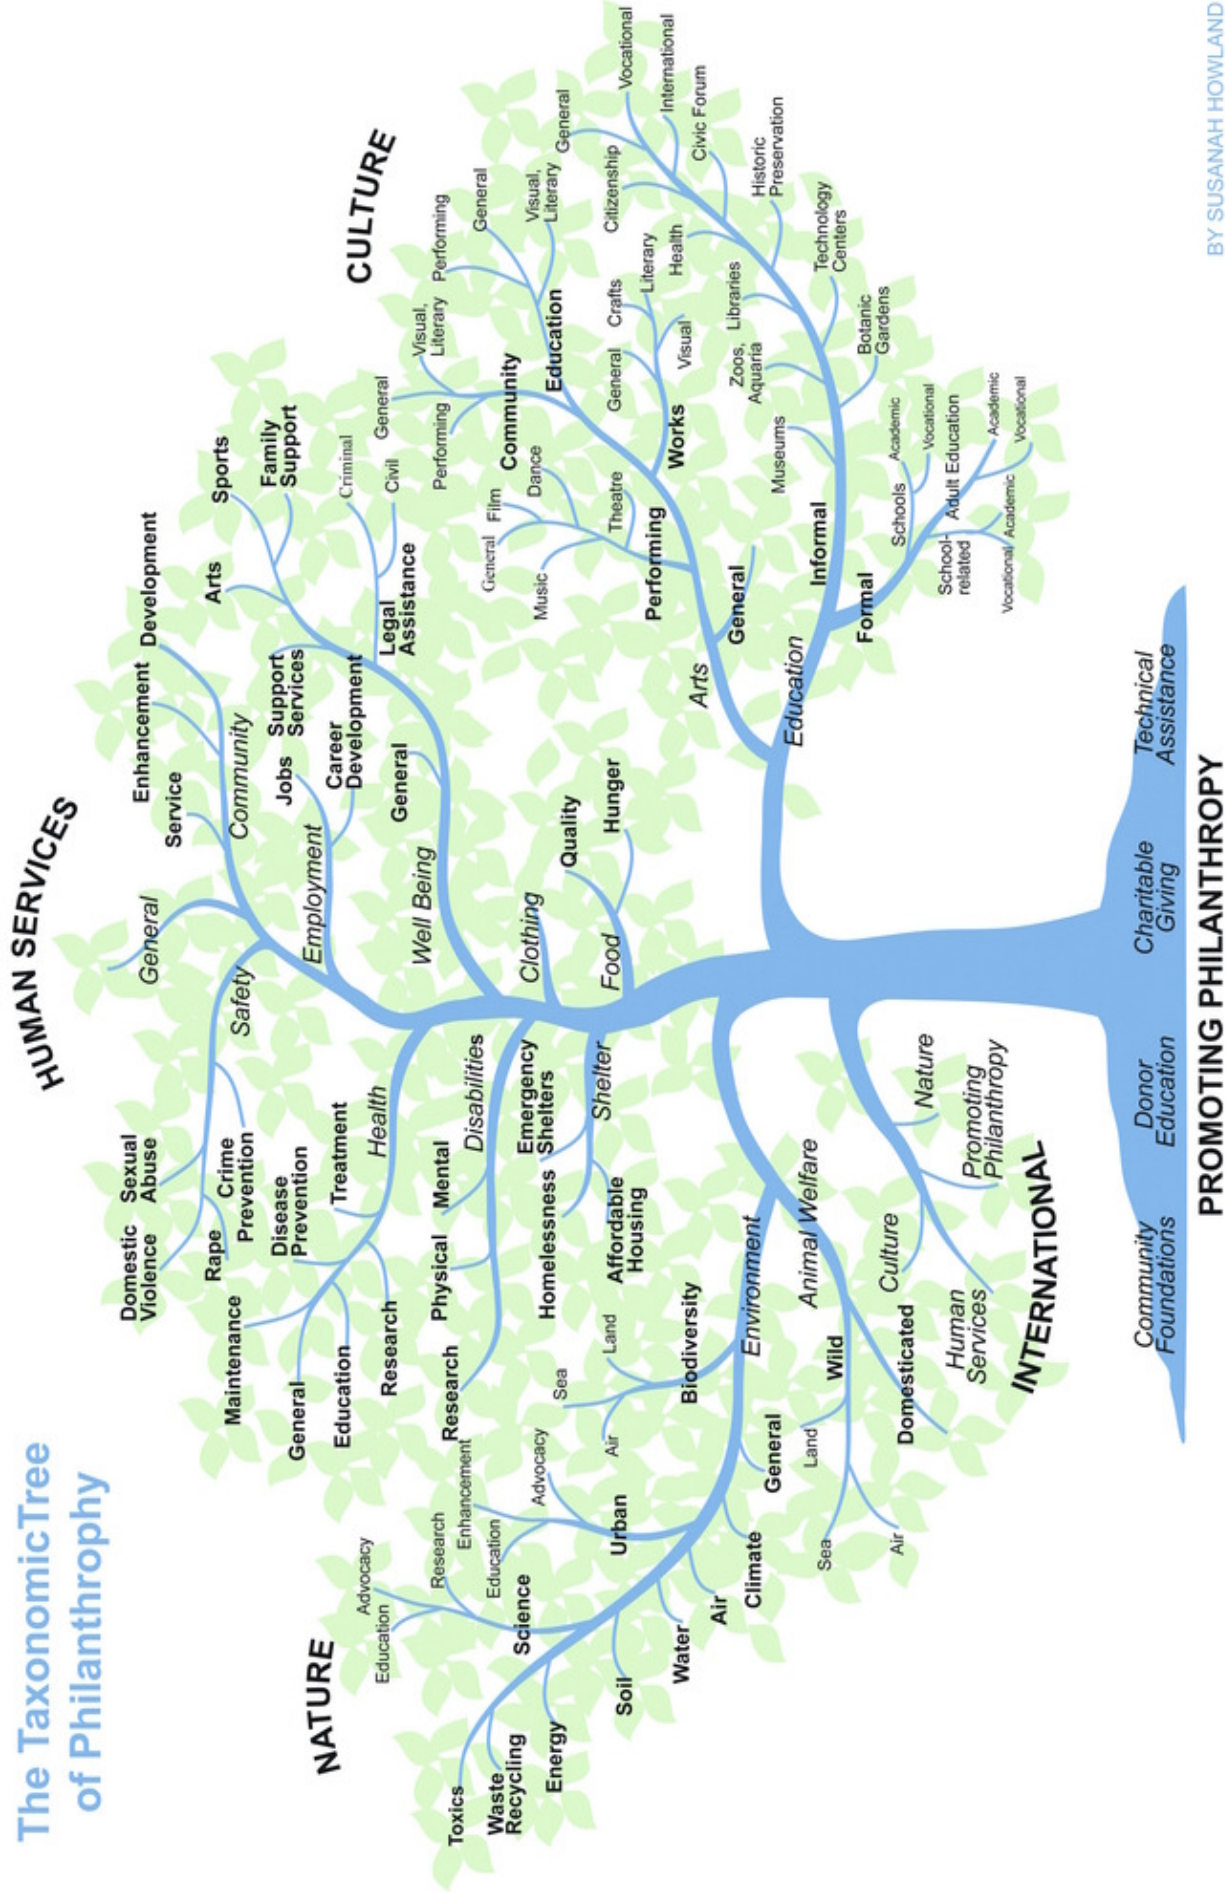 The TaxonomicTree
of Philanthropy
NATURE
Toxics
Waste
Recycling
Energy
Science
Education
Advocacy
Research
Soil
Water
Air
Climate
Urban
Education
Enhancement
Advocacy
General
Biodiversity
Air
Sea
Land
Environment
Animal Welfare
Wild
Sea
Air
Land
Domesticated
INTERNATIONAL
Human
Services
Culture
Promoting
Philanthropy
Nature
HUMAN SERVICES
Shelter
Homelessness
Emergency
Shelters
Affordable
Housing
Disabilities
Research
Physical
Mental
Health
Maintenance
General
Education
Research
Disease
Prevention
Treatment
Safety
Domestic
Violence
Sexual
Abuse
Rape
Crime
Prevention
General
Community
Service
Enhancement
Development
Employment
Jobs
Career
Development
Well Being
General
Support
Services
Arts
Sports
Family
Support
Legal
Assistance
Criminal
Civil
Clothing
Food
Quality
Hunger
CULTURE
Arts
General
Performing
Music
General
Film
Dance
Theatre
Works
General
Crafts
Literary
Visual
Community
Performing
General
Visual,
Literary
Education
Performing
General
Visual,
Literary
Education
Informal
Museums
Zoos,
Aquaria
Libraries
Health
Citizenship
General
Vocational
International
Civic Forum
Historic
Preservation
Technology
Centers
Botanic
Gardens
Formal
Schools
Academic
Vocational
Adult Education
Academic
Vocational
School-
related
Vocational
Academic
Community
Foundations
Donor
Education
Charitable
Giving
Technical
Assistance
PROMOTING PHILANTHROPY
BY SUSANAH HOWLAND